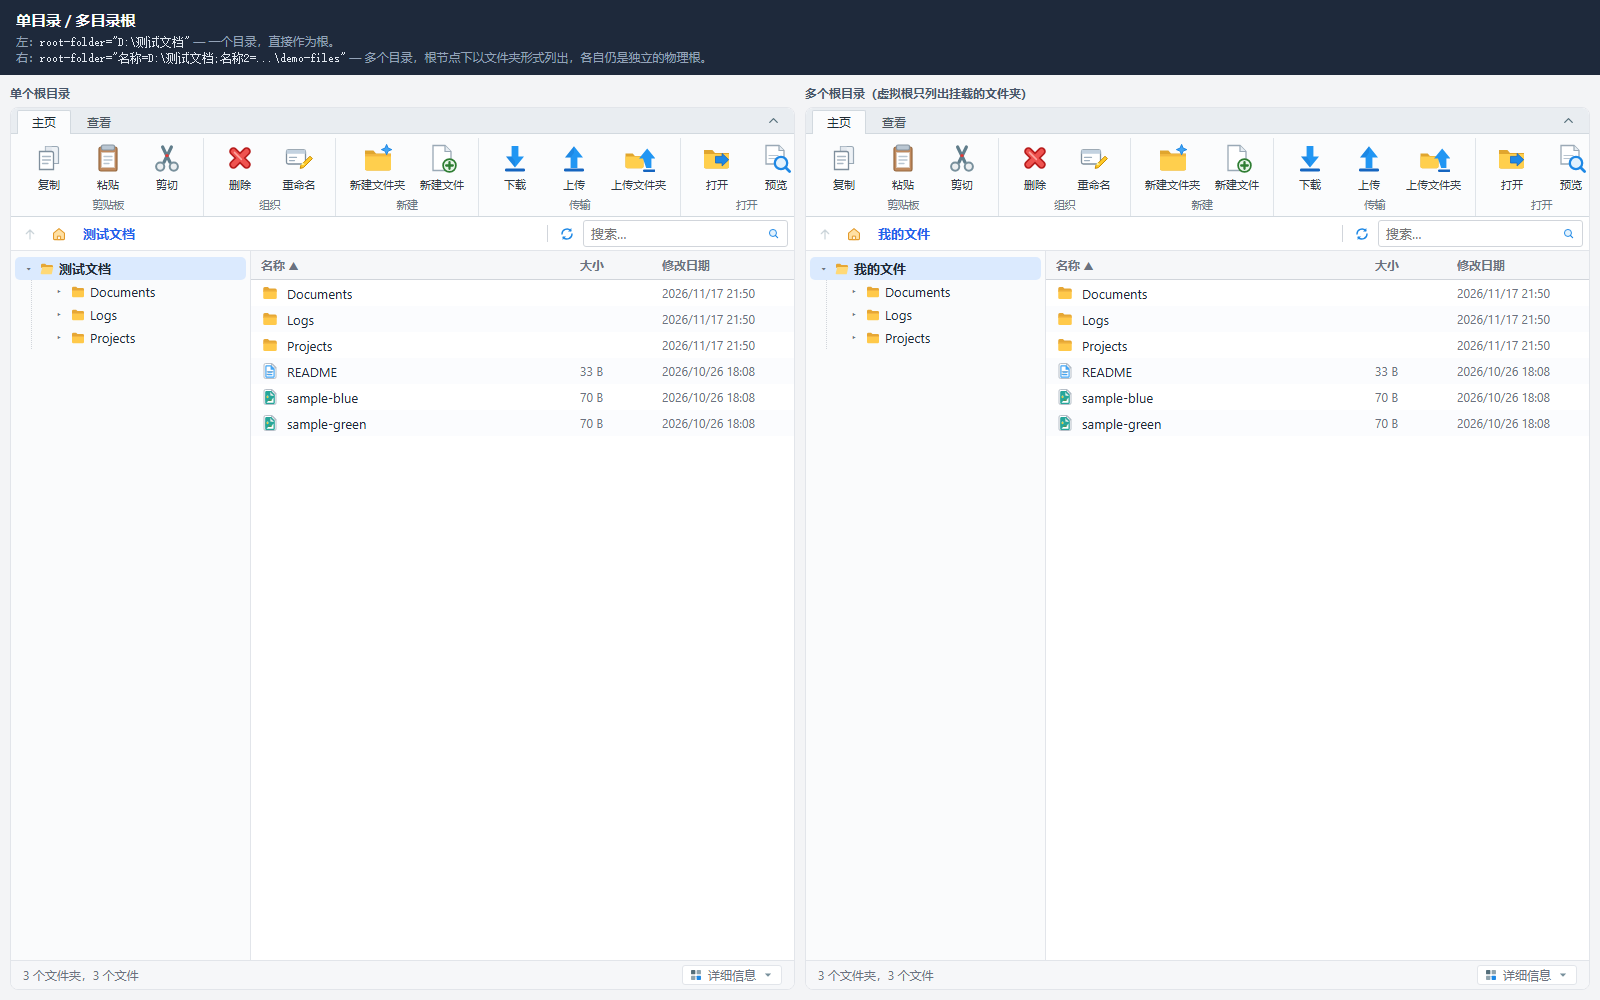 单目录 / 多目录根
左：root-folder="D:\测试文档" — 一个目录，直接作为根。
右：root-folder="名称=D:\测试文档;名称2=...\demo-files" — 多个目录，根节点下以文件夹形式列出，各自仍是独立的物理根。
单个根目录
主页 查看
复制 粘贴 剪切 删除 重命名 新建文件夹 新建文件 下载 上传 上传文件夹 打开 预览
剪贴板 组织 新建 传输 打开
测试文档 搜索...
测试文档
Documents
Logs
Projects
名称 ▲ 大小 修改日期
Documents 2026/11/17 21:50
Logs 2026/11/17 21:50
Projects 2026/11/17 21:50
README 33 B 2026/10/26 18:08
sample-blue 70 B 2026/10/26 18:08
sample-green 70 B 2026/10/26 18:08
3 个文件夹，3 个文件 详细信息
多个根目录（虚拟根只列出挂载的文件夹）
主页 查看
复制 粘贴 剪切 删除 重命名 新建文件夹 新建文件 下载 上传 上传文件夹 打开 预览
剪贴板 组织 新建 传输 打开
我的文件 搜索...
我的文件
Documents
Logs
Projects
名称 ▲ 大小 修改日期
Documents 2026/11/17 21:50
Logs 2026/11/17 21:50
Projects 2026/11/17 21:50
README 33 B 2026/10/26 18:08
sample-blue 70 B 2026/10/26 18:08
sample-green 70 B 2026/10/26 18:08
3 个文件夹，3 个文件 详细信息